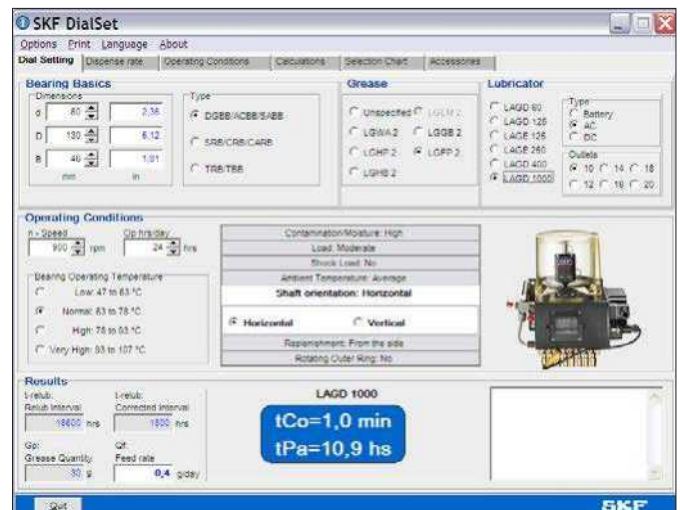 SKF DialSet
Options Print Language About
Dial Setting Dispense rate Operating Conditions Calculations Selection Chart Accessories
Bearing Basics
Dimensions
d 60 2,36
D 130 5,12
B 46 1,81
mm in
Type
DGBB/ACBB/SABB
SRB/CRB/CARB
TRB/TBB
Grease
Unspecified
LGWA 2 LGGB 2
LGHP 2 LGFP 2
LGHB 2
Lubricator
LAGD 60
LAGD 125
LAGE 125
LAGE 250
LAGD 400
LAGD 1000
Type
Battery
AC
DC
Outlets
10 14 18
12 16 20
Operating Conditions
n - Speed Op hrs/day
900 rpm 24 hrs
Bearing Operating Temperature
Low: 47 to 63 °C
Normal: 63 to 78 °C
High: 78 to 93 °C
Very High: 93 to 107 °C
Contamination/Moisture: High
Load: Moderate
Shock Load: No
Ambient Temperature: Average
Shaft orientation: Horizontal
Horizontal Vertical
Replenishment: From the side
Rotating Outer Ring: No
Results
t-relub: t-relub:
Relub Interval Corrected Interval
hrs 1800 hrs
Gp: Qf:
Grease Quantity Feed rate
30 g 0,4 g/day
LAGD 1000
tCo=1,0 min
tPa=10,9 hs
Quit
SKF